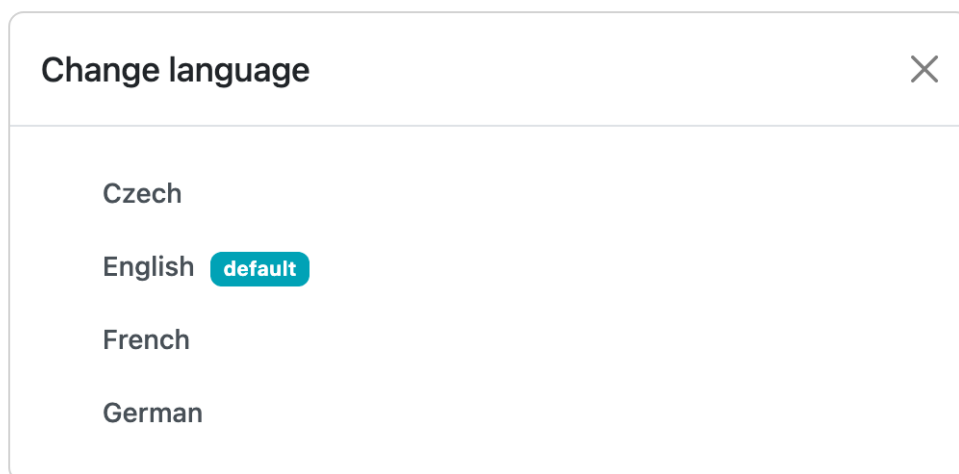 Change language
Czech
English default
French
German